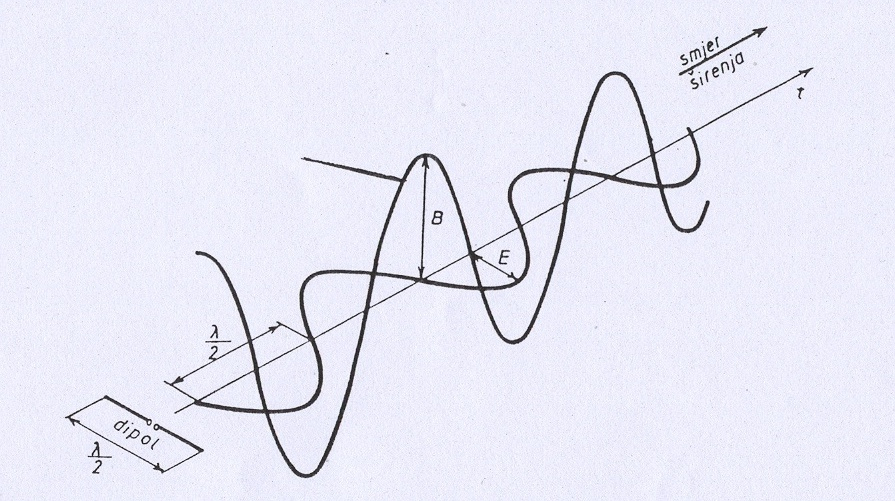 smjer
širenja
t
B
E
λ/2
dipol
λ/2